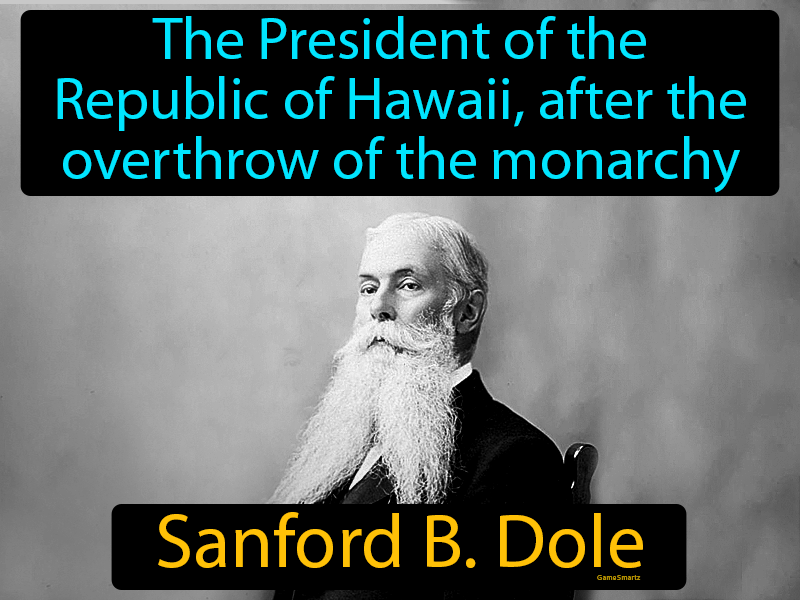 The President of the
Republic of Hawaii, after the
overthrow of the monarchy
Sanford B. Dole
GameSmartz